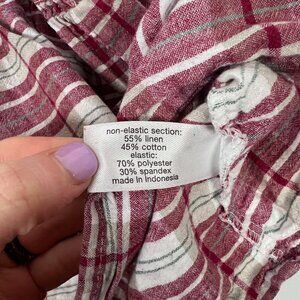 non-elastic section:
55% linen
45% cotton
elastic:
70% polyester
30% spandex
made in Indonesia